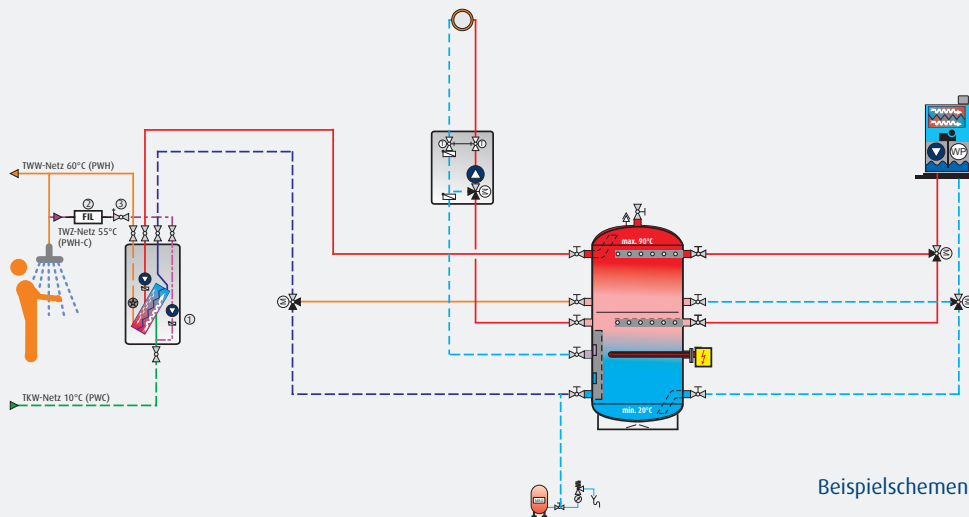 TWW-Netz 60°C (PWH)
② ③
FIL
TWZ-Netz 55°C
(PWH-C)
①
TKW-Netz 10°C (PWC)
M
M
max. 90°C
min. 20°C
WP
M
M
Beispielschemen